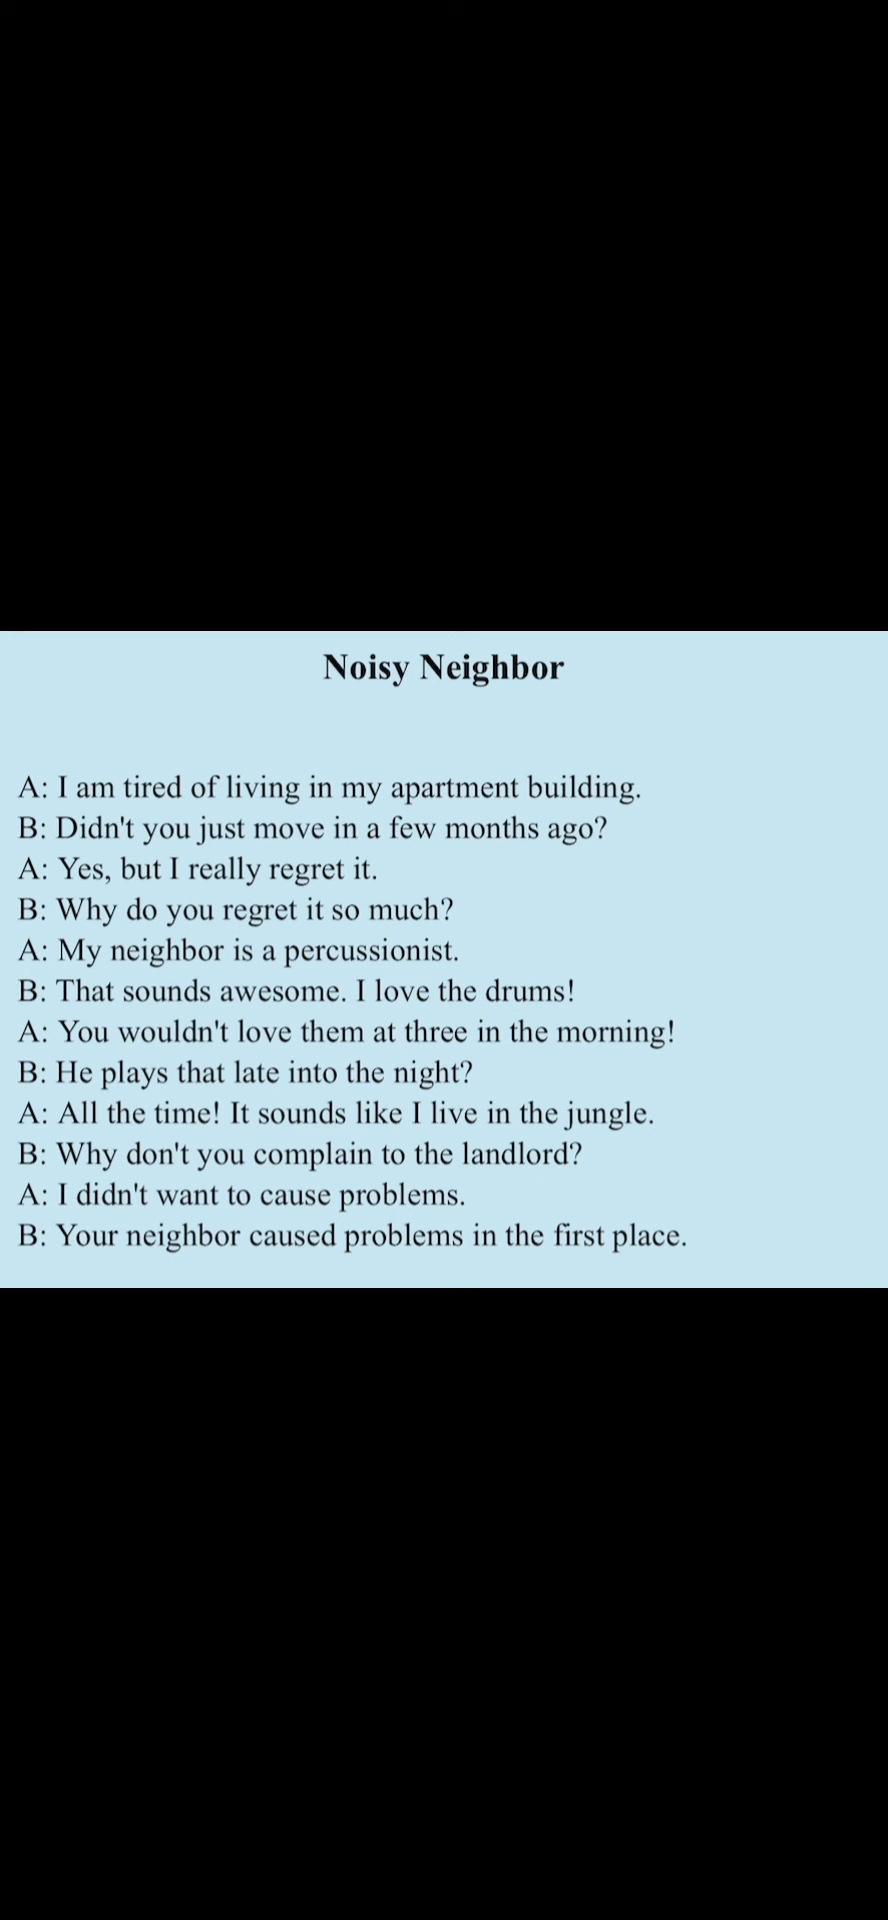 Noisy Neighbor
A: I am tired of living in my apartment building.
B: Didn't you just move in a few months ago?
A: Yes, but I really regret it.
B: Why do you regret it so much?
A: My neighbor is a percussionist.
B: That sounds awesome. I love the drums!
A: You wouldn't love them at three in the morning!
B: He plays that late into the night?
A: All the time! It sounds like I live in the jungle.
B: Why don't you complain to the landlord?
A: I didn't want to cause problems.
B: Your neighbor caused problems in the first place.